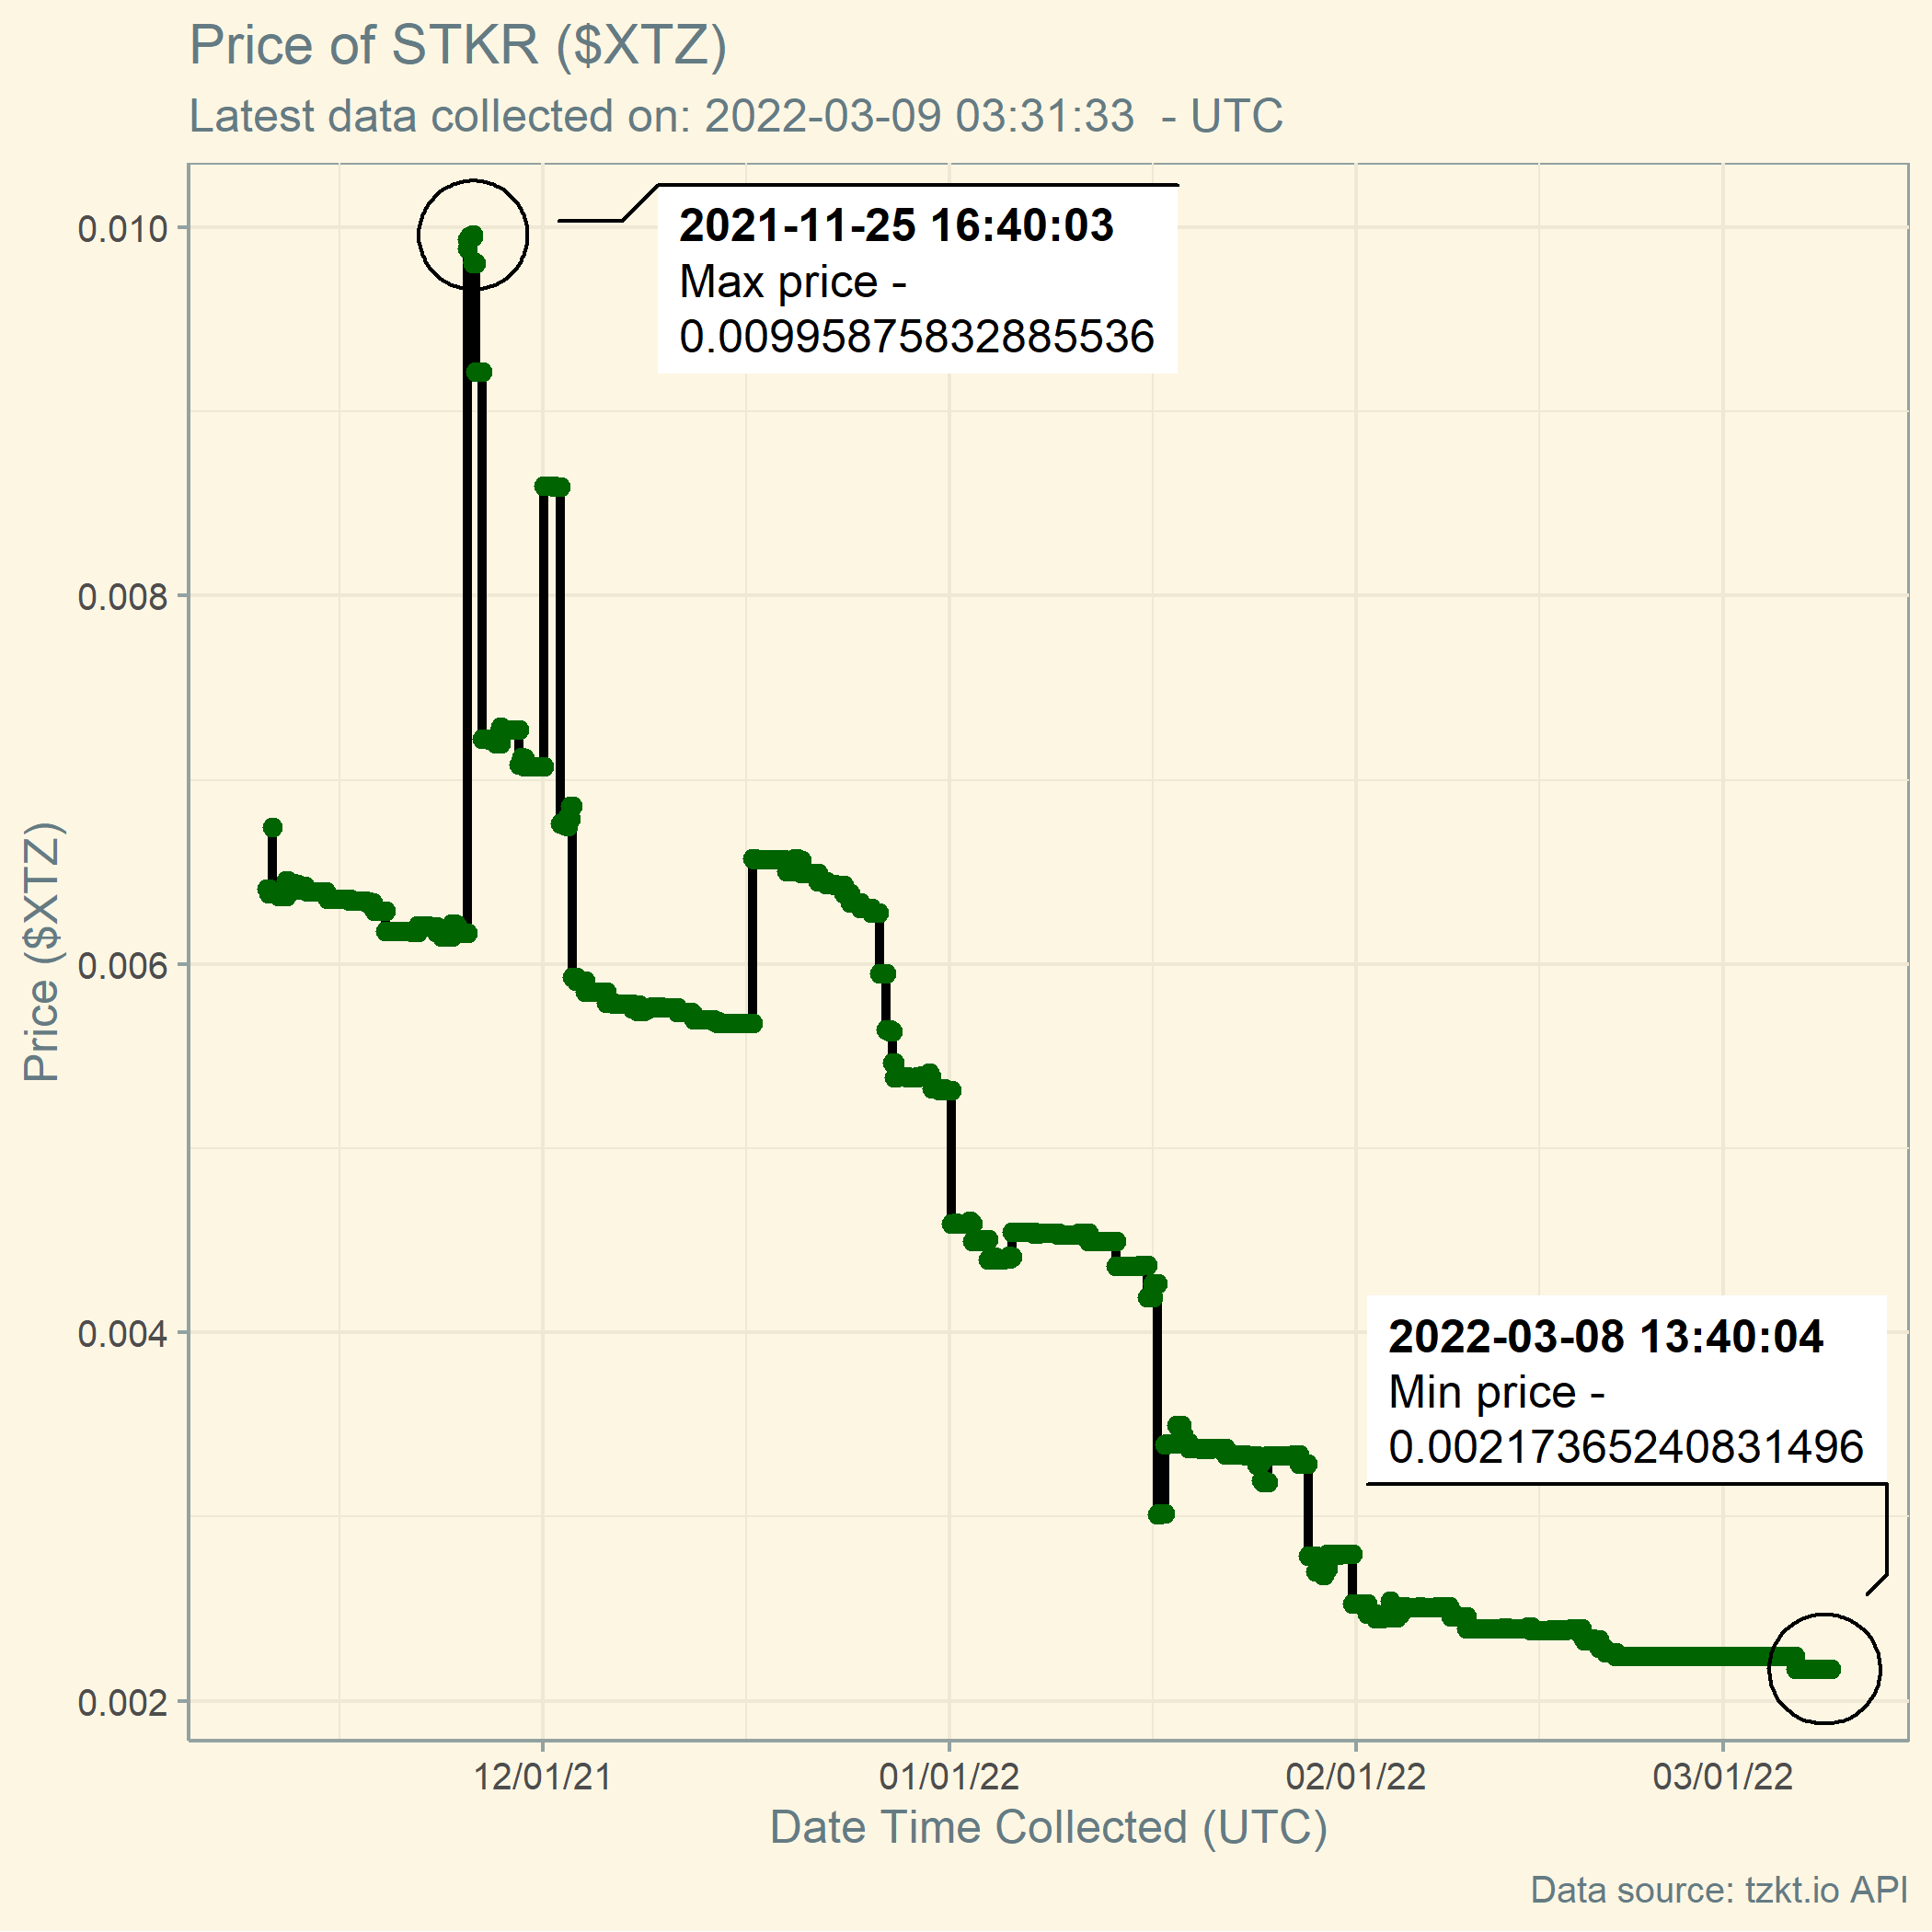 Price of STKR ($XTZ)
Latest data collected on: 2022-03-09 03:31:33  - UTC
2021-11-25 16:40:03
Max price -
0.00995875832885536
0.010
0.008
0.006
0.004
0.002
Price ($XTZ)
2022-03-08 13:40:04
Min price -
0.00217365240831496
12/01/21
01/01/22
02/01/22
03/01/22
Date Time Collected (UTC)
Data source: tzkt.io API